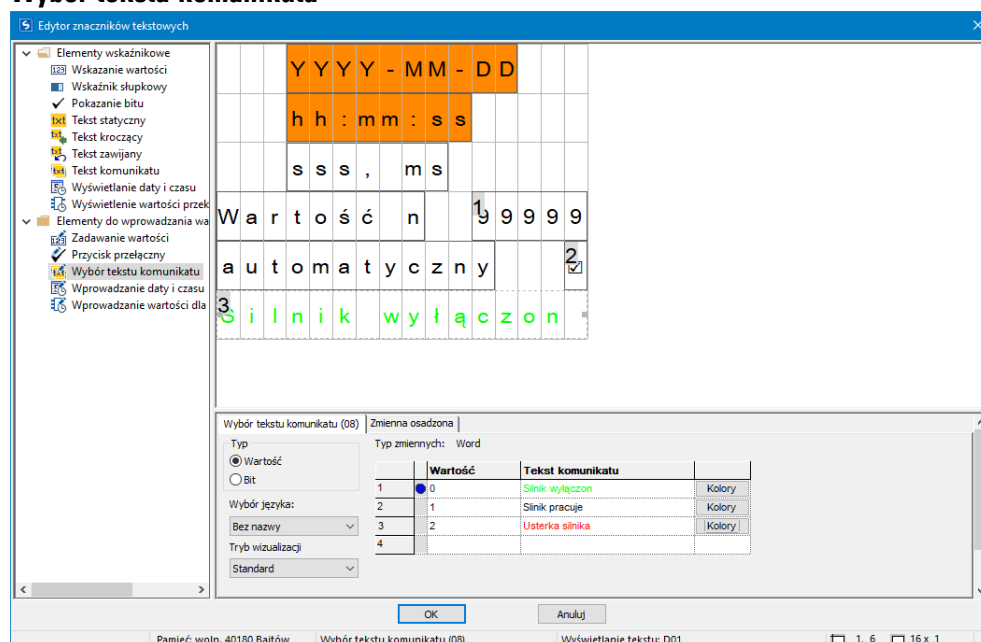 Wybór tekstu komunikatu
Edytor znaczników tekstowych
Elementy wskaźnikowe
Wskazanie wartości
Wskaźnik słupkowy
Pokazanie bitu
Tekst statyczny
Tekst kroczący
Tekst zawijany
Tekst komunikatu
Wyświetlanie daty i czasu
Wyświetlenie wartości przek
Elementy do wprowadzania wa
Zadawanie wartości
Przycisk przełączny
Wybór tekstu komunikatu
Wprowadzanie daty i czasu
Wprowadzanie wartości dla
YYYY-MM-DD
hh:mm:ss
sss, ms
Wartość n 1 99999
automatyczny 2
3 Silnik wyłączon
Wybór tekstu komunikatu (08) Zmienna osadzona
Typ
Wartość
Bit
Wybór języka:
Bez nazwy
Tryb wizualizacji
Standard
Typ zmiennych: Word
Wartość Tekst komunikatu
1 0 Silnik wyłączon Kolory
2 1 Slinik pracuje Kolory
3 2 Usterka silnika Kolory
4
OK Anuluj
Pamięć woln. 40180 Bajtów Wybór tekstu komunikatu (08) Wyświetlanie tekstu: D01 1, 6 16 x 1